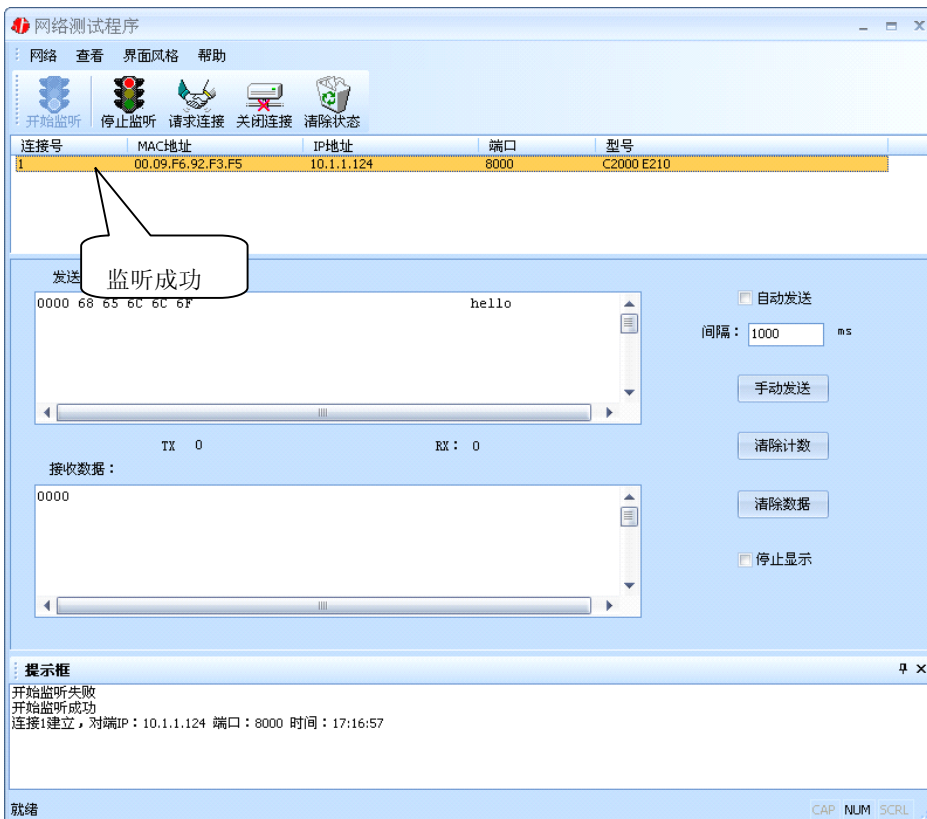 网络测试程序
网络 查看 界面风格 帮助
开始监听 停止监听 请求连接 关闭连接 清除状态
连接号 MAC地址 IP地址 端口 型号
1 00.09.F6.92.F3.F5 10.1.1.124 8000 C2000 E210
监听成功
发送
0000 68 65 6C 6C 6F hello
自动发送
间隔： 1000 ms
手动发送
TX 0 RX： 0
清除计数
接收数据：
0000
清除数据
停止显示
提示框
开始监听失败
开始监听成功
连接1建立，对端IP：10.1.1.124 端口：8000 时间：17:16:57
就绪 CAP NUM SCRL